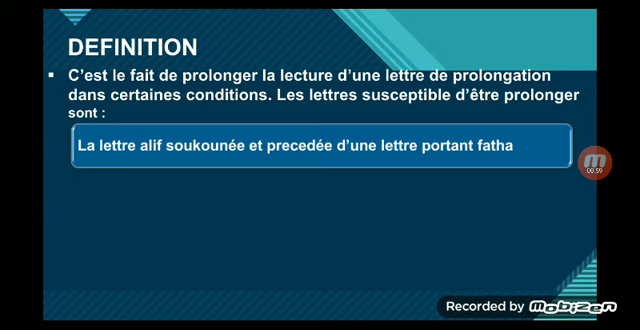 DEFINITION
▪ C’est le fait de prolonger la lecture d’une lettre de prolongation
dans certaines conditions. Les lettres susceptible d’être prolonger
sont :
La lettre alif soukounée et precedée d’une lettre portant fatha
00:59
Recorded by Mobizen